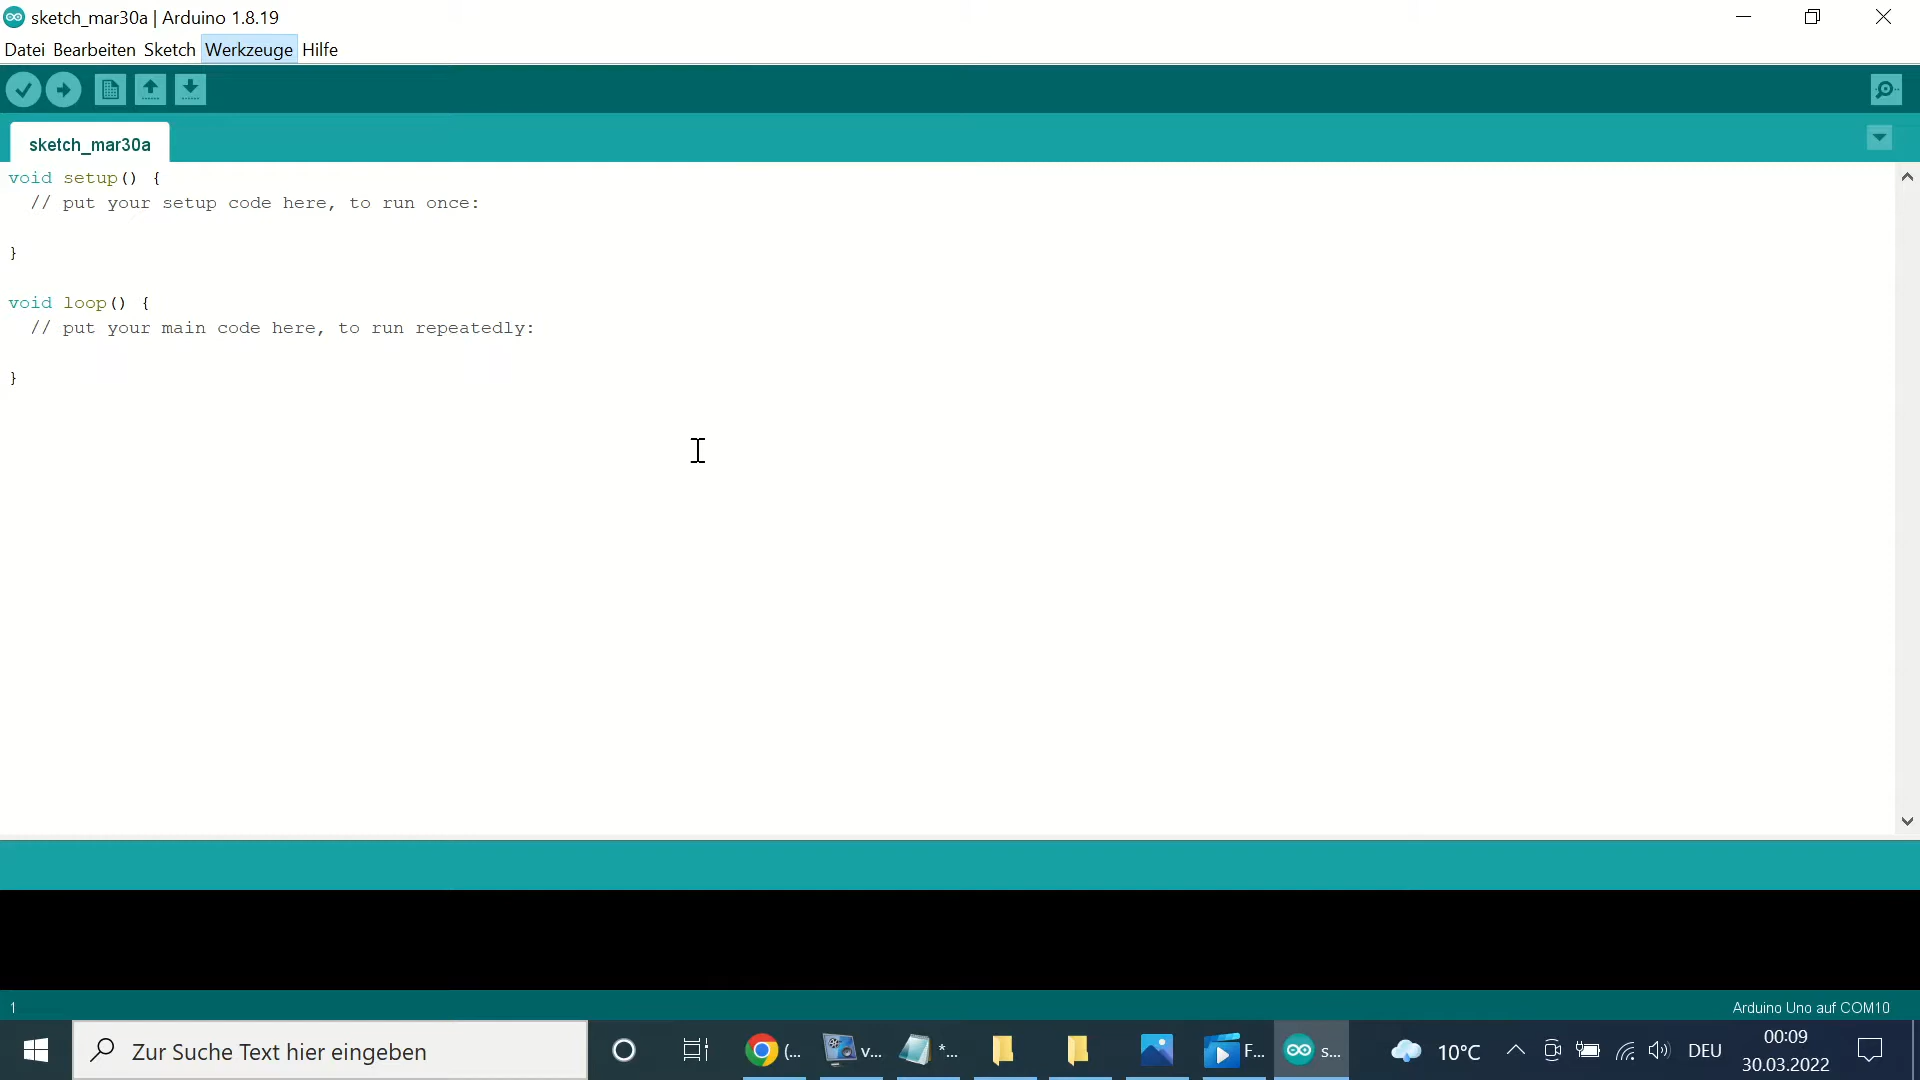 sketch_mar30a | Arduino 1.8.19
Datei Bearbeiten Sketch Werkzeuge Hilfe
sketch_mar30a
void setup() {
  // put your setup code here, to run once:
}
void loop() {
  // put your main code here, to run repeatedly:
}
1
Arduino Uno auf COM10
Zur Suche Text hier eingeben
(...
v...
*...
F...
s...
10°C
DEU
00:09
30.03.2022